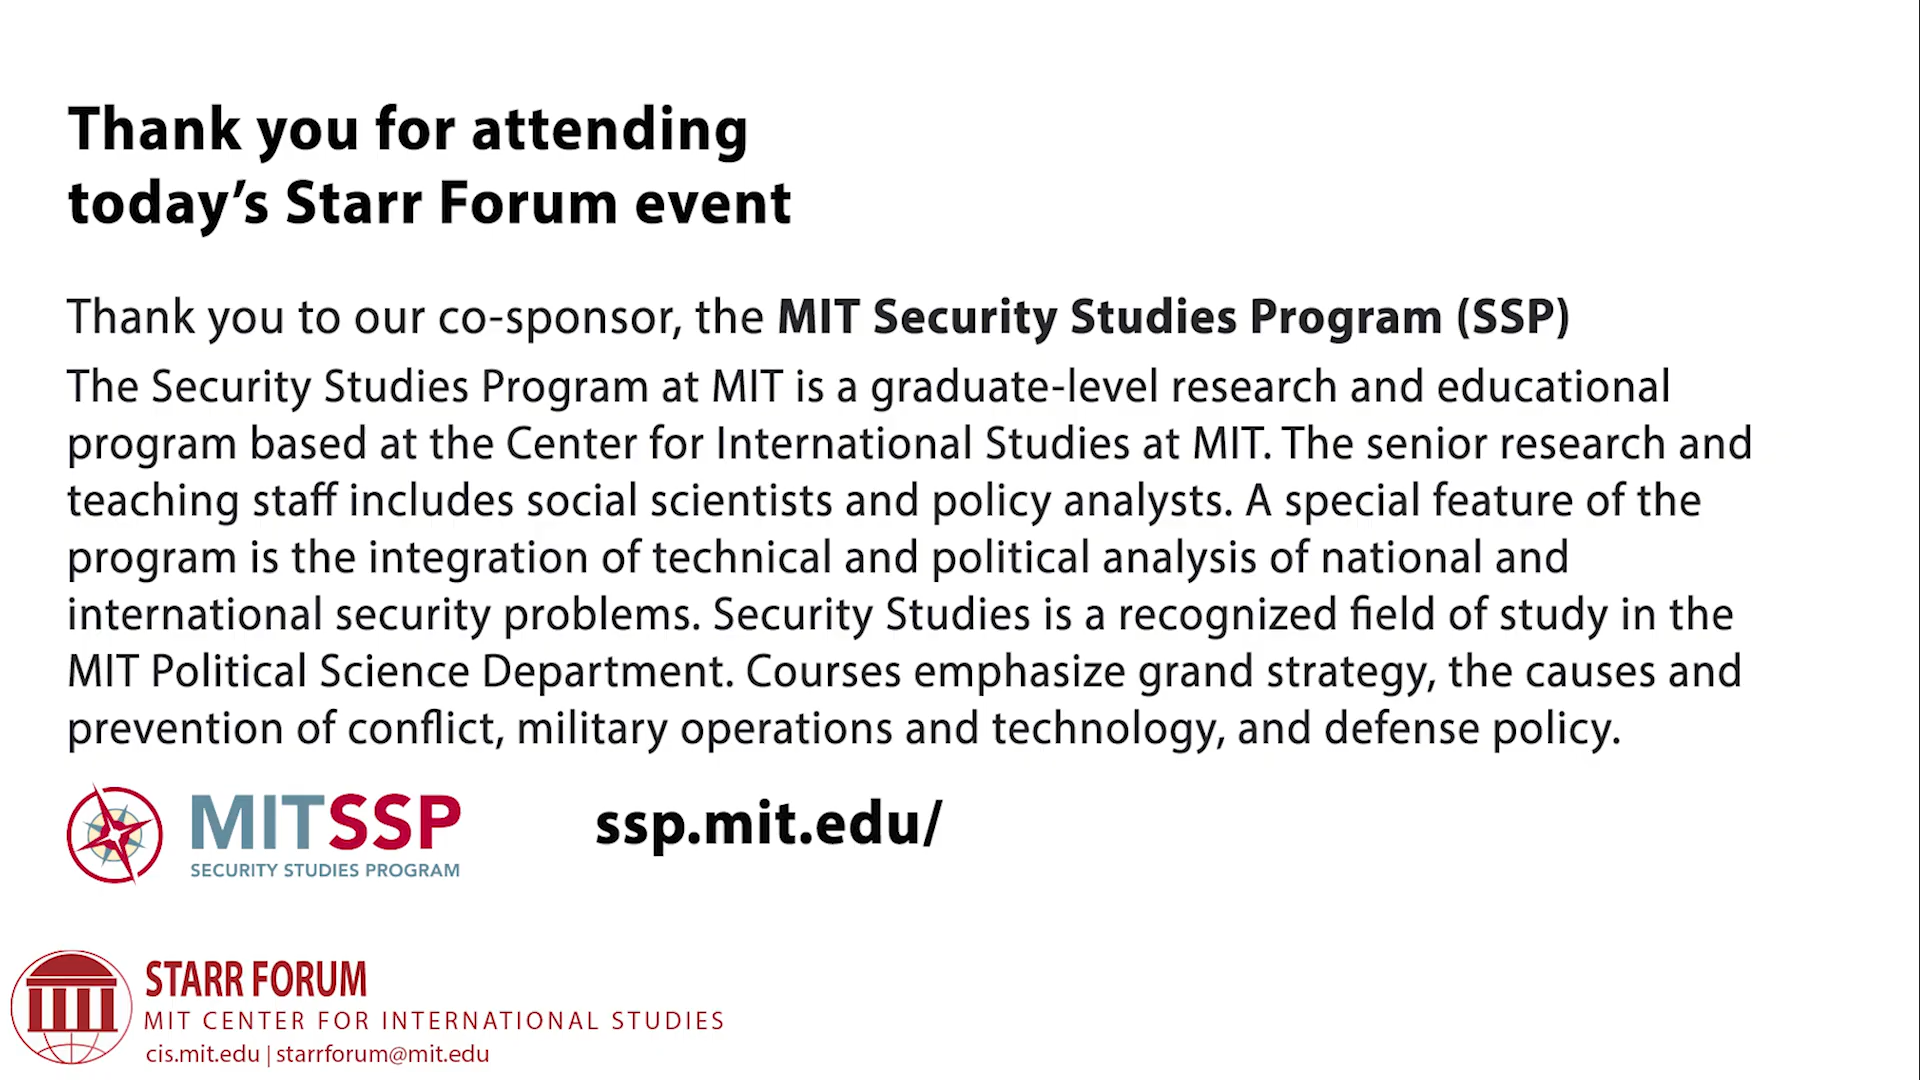 Thank you for attending
today’s Starr Forum event
Thank you to our co-sponsor, the MIT Security Studies Program (SSP)
The Security Studies Program at MIT is a graduate-level research and educational
program based at the Center for International Studies at MIT. The senior research and
teaching staff includes social scientists and policy analysts. A special feature of the
program is the integration of technical and political analysis of national and
international security problems. Security Studies is a recognized field of study in the
MIT Political Science Department. Courses emphasize grand strategy, the causes and
prevention of conflict, military operations and technology, and defense policy.
MITSSP
SECURITY STUDIES PROGRAM
ssp.mit.edu/
STARR FORUM
MIT CENTER FOR INTERNATIONAL STUDIES
cis.mit.edu | starrforum@mit.edu